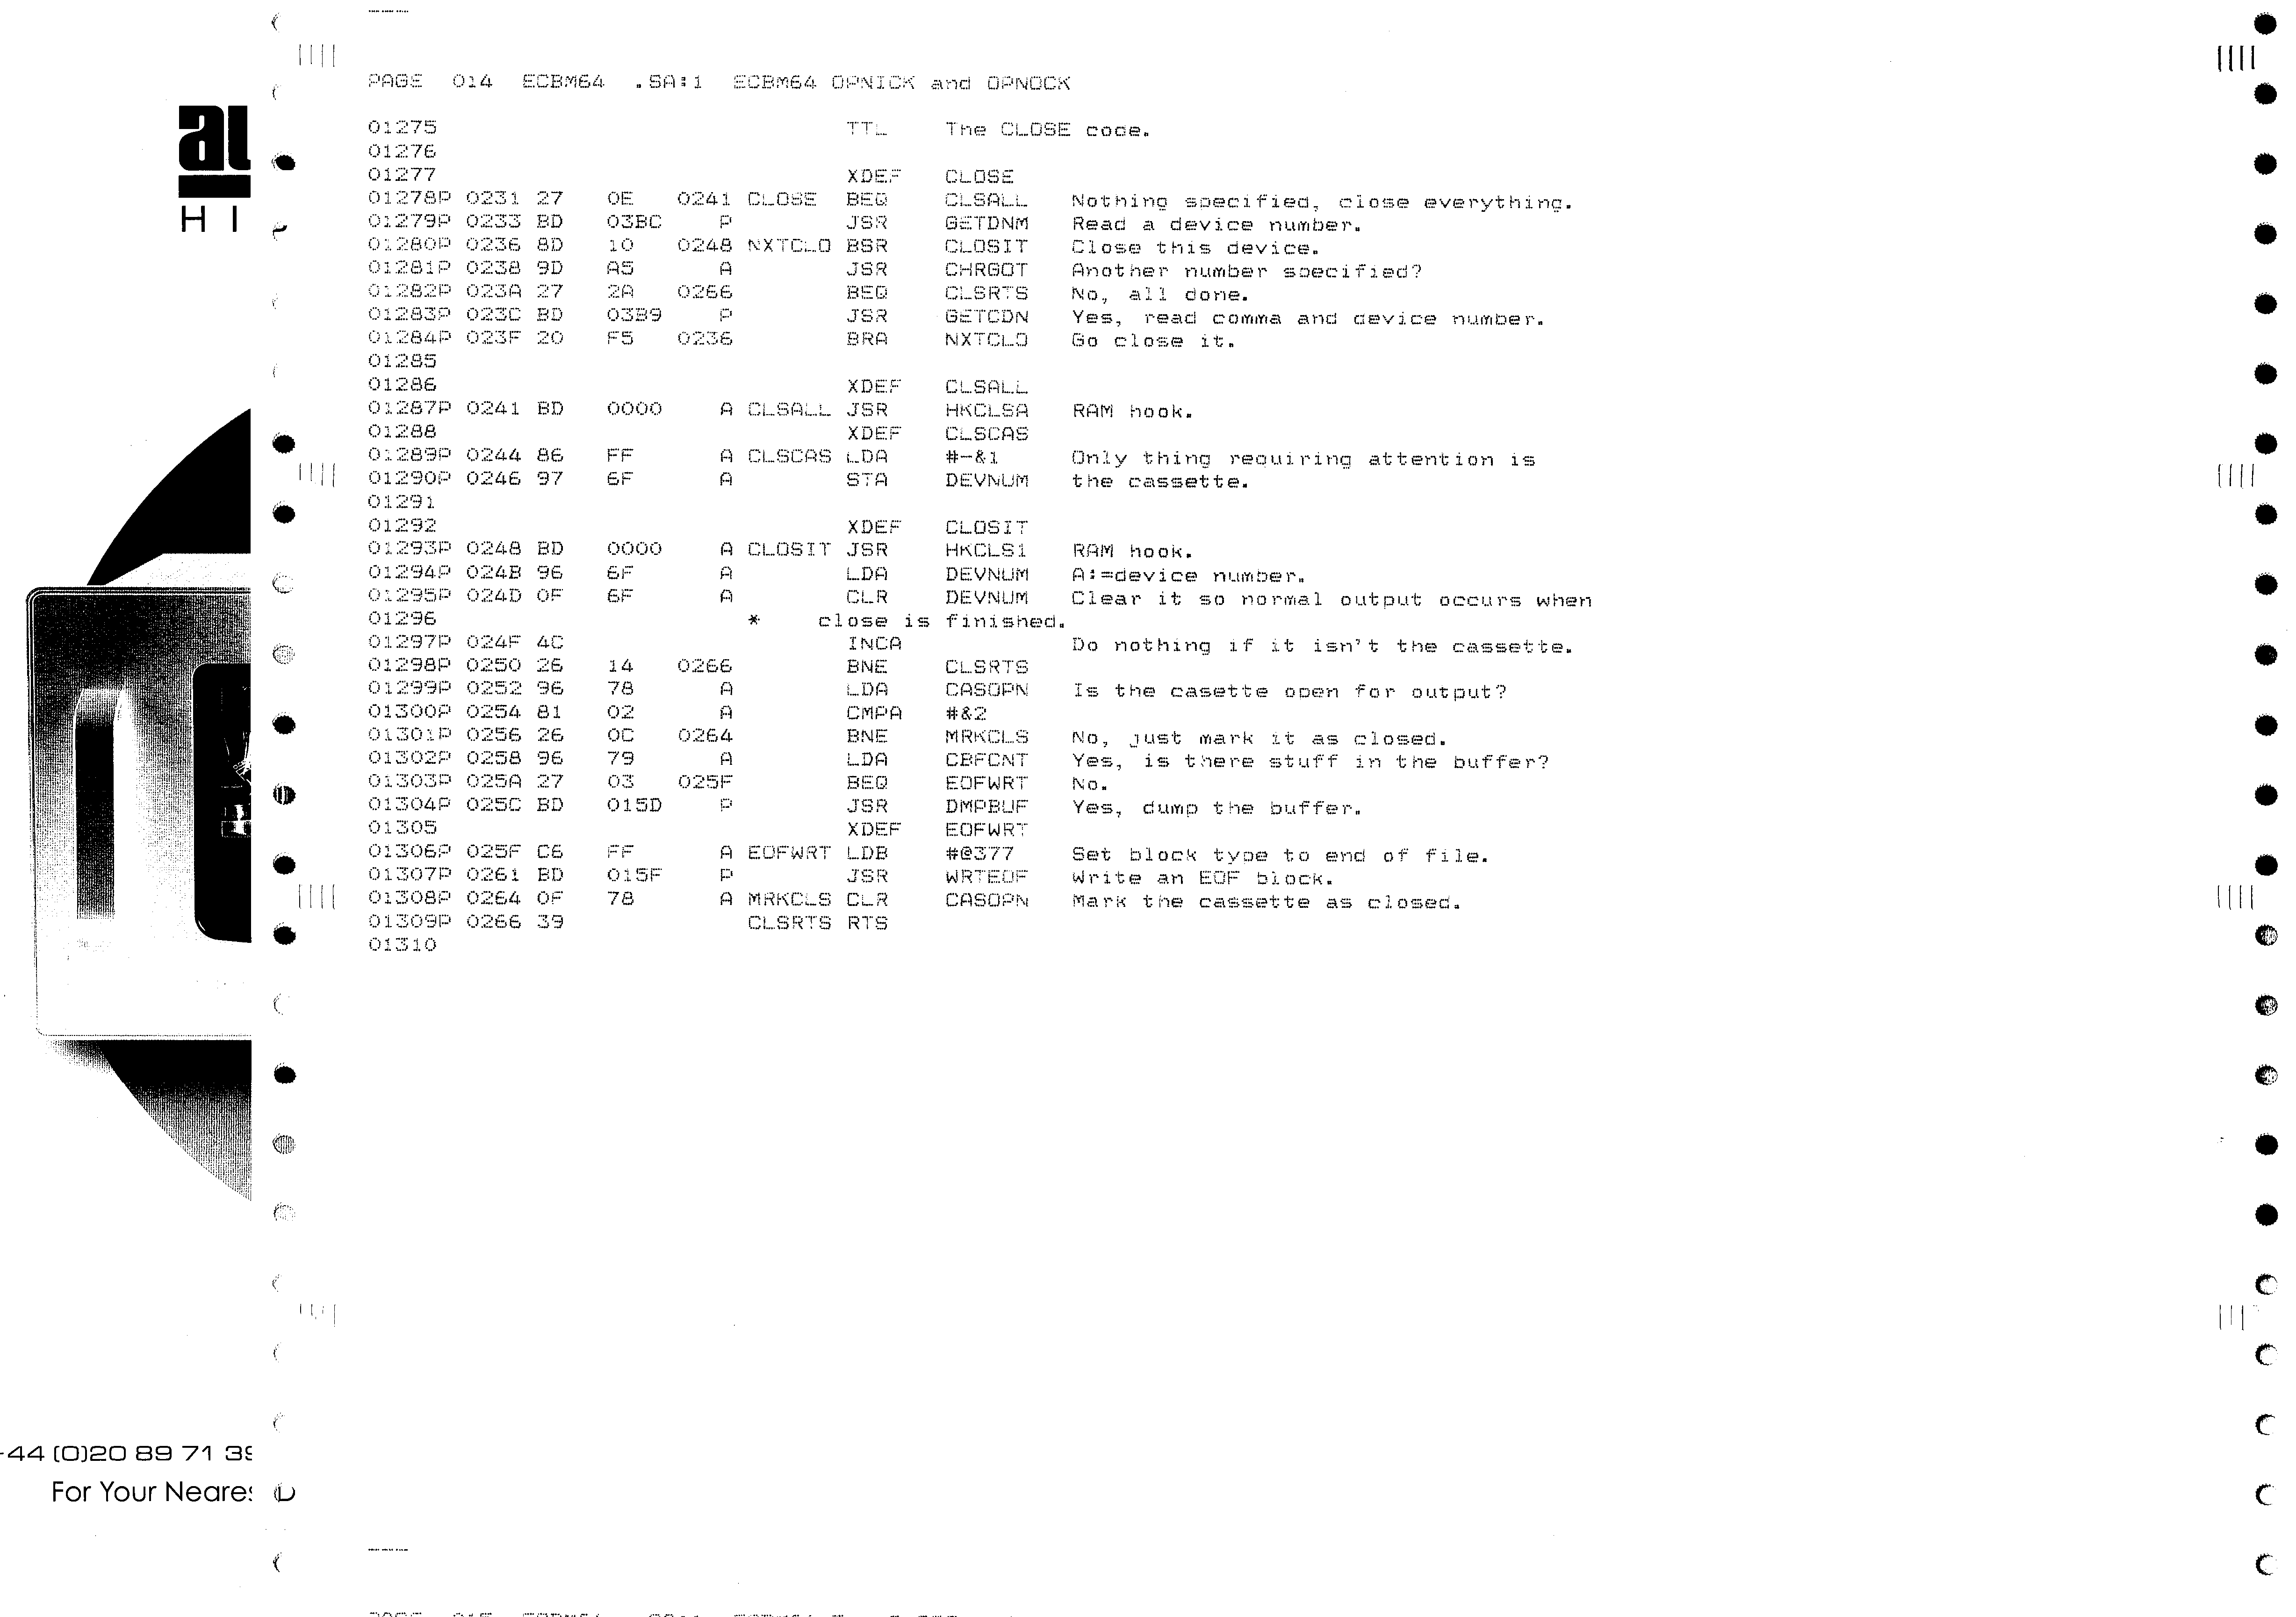 PAGE 014 ECBM64 .SA:1 ECBM64 OPNICK and OPNOCK
01275 TTL The CLOSE code.
01276
01277 XDEF CLOSE
01278P 0231 27 0E 0241 CLOSE BEQ CLSALL Nothing specified, close everything.
01279P 0233 BD 03BC P JSR GETDNM Read a device number.
01280P 0236 8D 10 0248 NXTCLO BSR CLOSIT Close this device.
01281P 0238 9D A5 A JSR CHRGOT Another number specified?
01282P 023A 27 2A 0266 BEQ CLSRTS No, all done.
01283P 023C BD 03B9 P JSR GETCDN Yes, read comma and device number.
01284P 023F 20 F5 0236 BRA NXTCLO Go close it.
01285
01286 XDEF CLSALL
01287P 0241 BD 0000 A CLSALL JSR HKCLSA RAM hook.
01288 XDEF CLSCAS
01289P 0244 86 FF A CLSCAS LDA #-&1 Only thing requiring attention is
01290P 0246 97 6F A STA DEVNUM the cassette.
01291
01292 XDEF CLOSIT
01293P 0248 BD 0000 A CLOSIT JSR HKCLS1 RAM hook.
01294P 024B 96 6F A LDA DEVNUM A:=device number.
01295P 024D 0F 6F A CLR DEVNUM Clear it so normal output occurs when
01296 * close is finished.
01297P 024F 4C INCA Do nothing if it isn't the cassette.
01298P 0250 26 14 0266 BNE CLSRTS
01299P 0252 96 78 A LDA CASOPN Is the casette open for output?
01300P 0254 81 02 A CMPA #&2
01301P 0256 26 0C 0264 BNE MRKCLS No, just mark it as closed.
01302P 0258 96 79 A LDA CBFCNT Yes, is there stuff in the buffer?
01303P 025A 27 03 025F BEQ EOFWRT No.
01304P 025C BD 015D P JSR DMPBUF Yes, dump the buffer.
01305 XDEF EOFWRT
01306P 025F C6 FF A EOFWRT LDB #@377 Set block type to end of file.
01307P 0261 BD 015F P JSR WRTEOF Write an EOF block.
01308P 0264 0F 78 A MRKCLS CLR CASOPN Mark the cassette as closed.
01309P 0266 39 CLSRTS RTS
01310
HI
44 (0)20 89 71
For Your